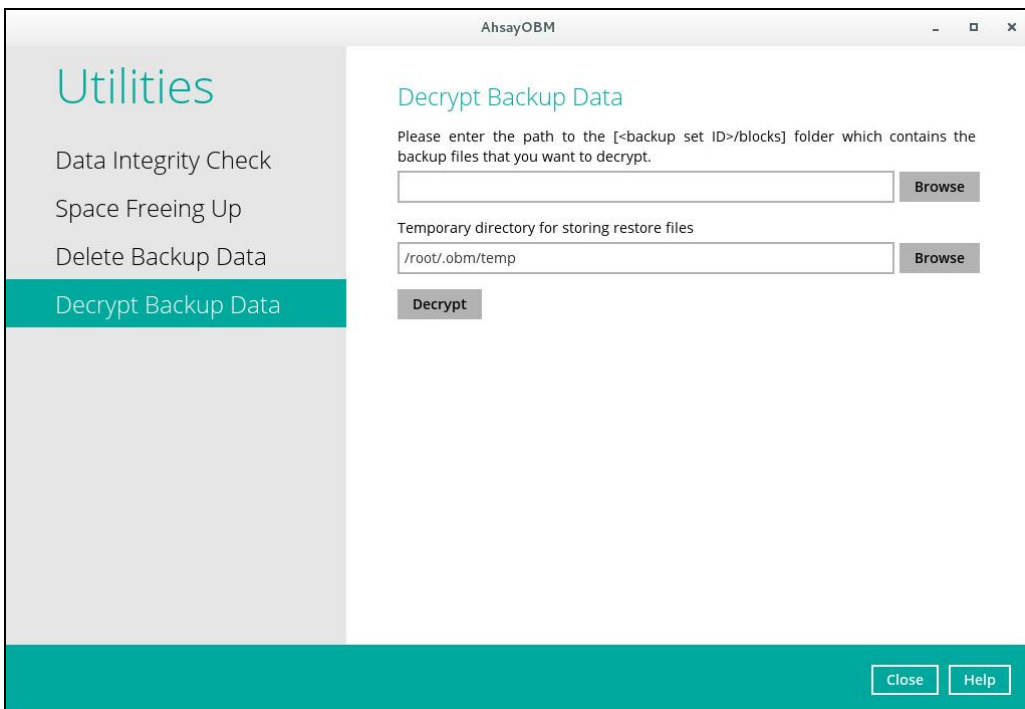 AhsayOBM
Utilities
Data Integrity Check
Space Freeing Up
Delete Backup Data
Decrypt Backup Data
Decrypt Backup Data
Please enter the path to the [<backup set ID>/blocks] folder which contains the
backup files that you want to decrypt.
Browse
Temporary directory for storing restore files
/root/.obm/temp
Browse
Decrypt
Close
Help